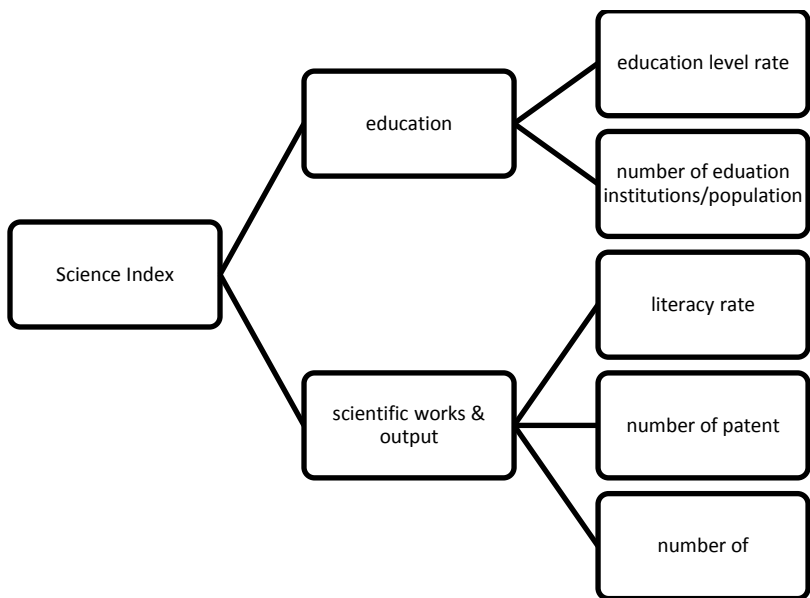 education level rate
education
number of eduation
institutions/population
Science Index
literacy rate
scientific works &
output
number of patent
number of